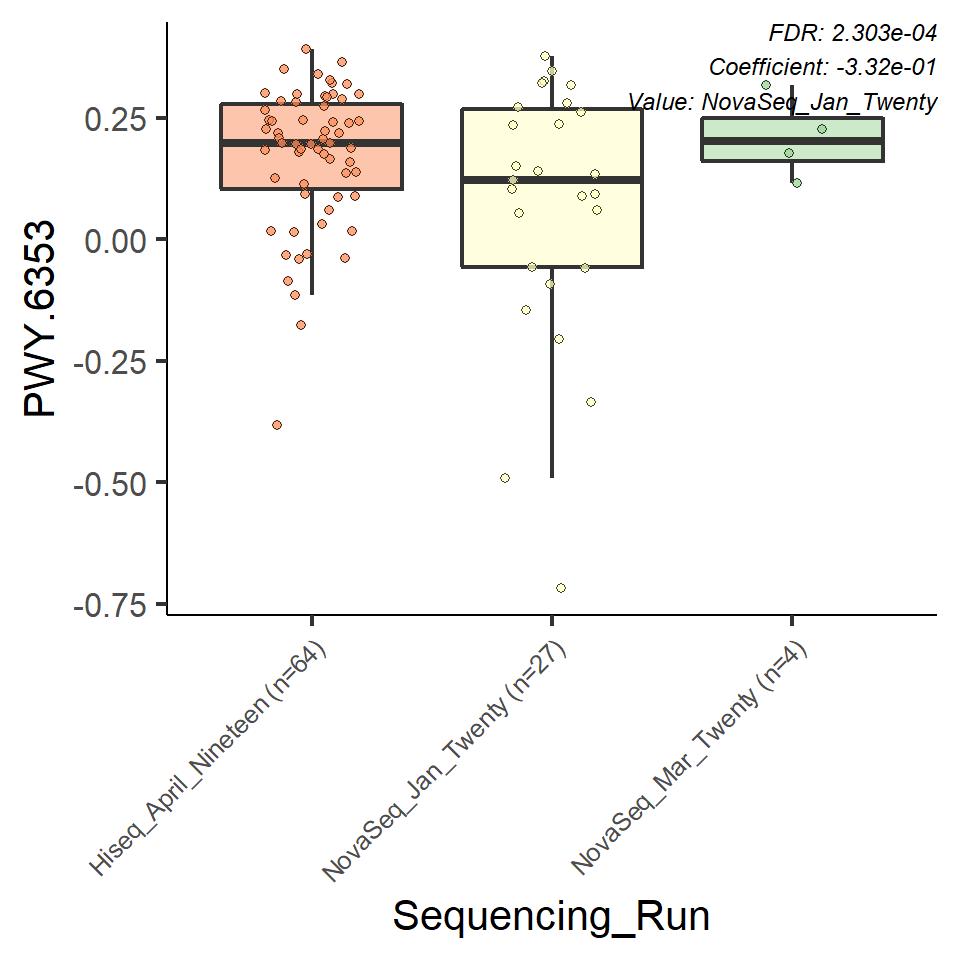 FDR: 2.303e-04
Coefficient: -3.32e-01
Value: NovaSeq_Jan_Twenty
PWY.6353
0.25
0.00
-0.25
-0.50
-0.75
Hiseq_April_Nineteen (n=64)
NovaSeq_Jan_Twenty (n=27)
NovaSeq_Mar_Twenty (n=4)
Sequencing_Run